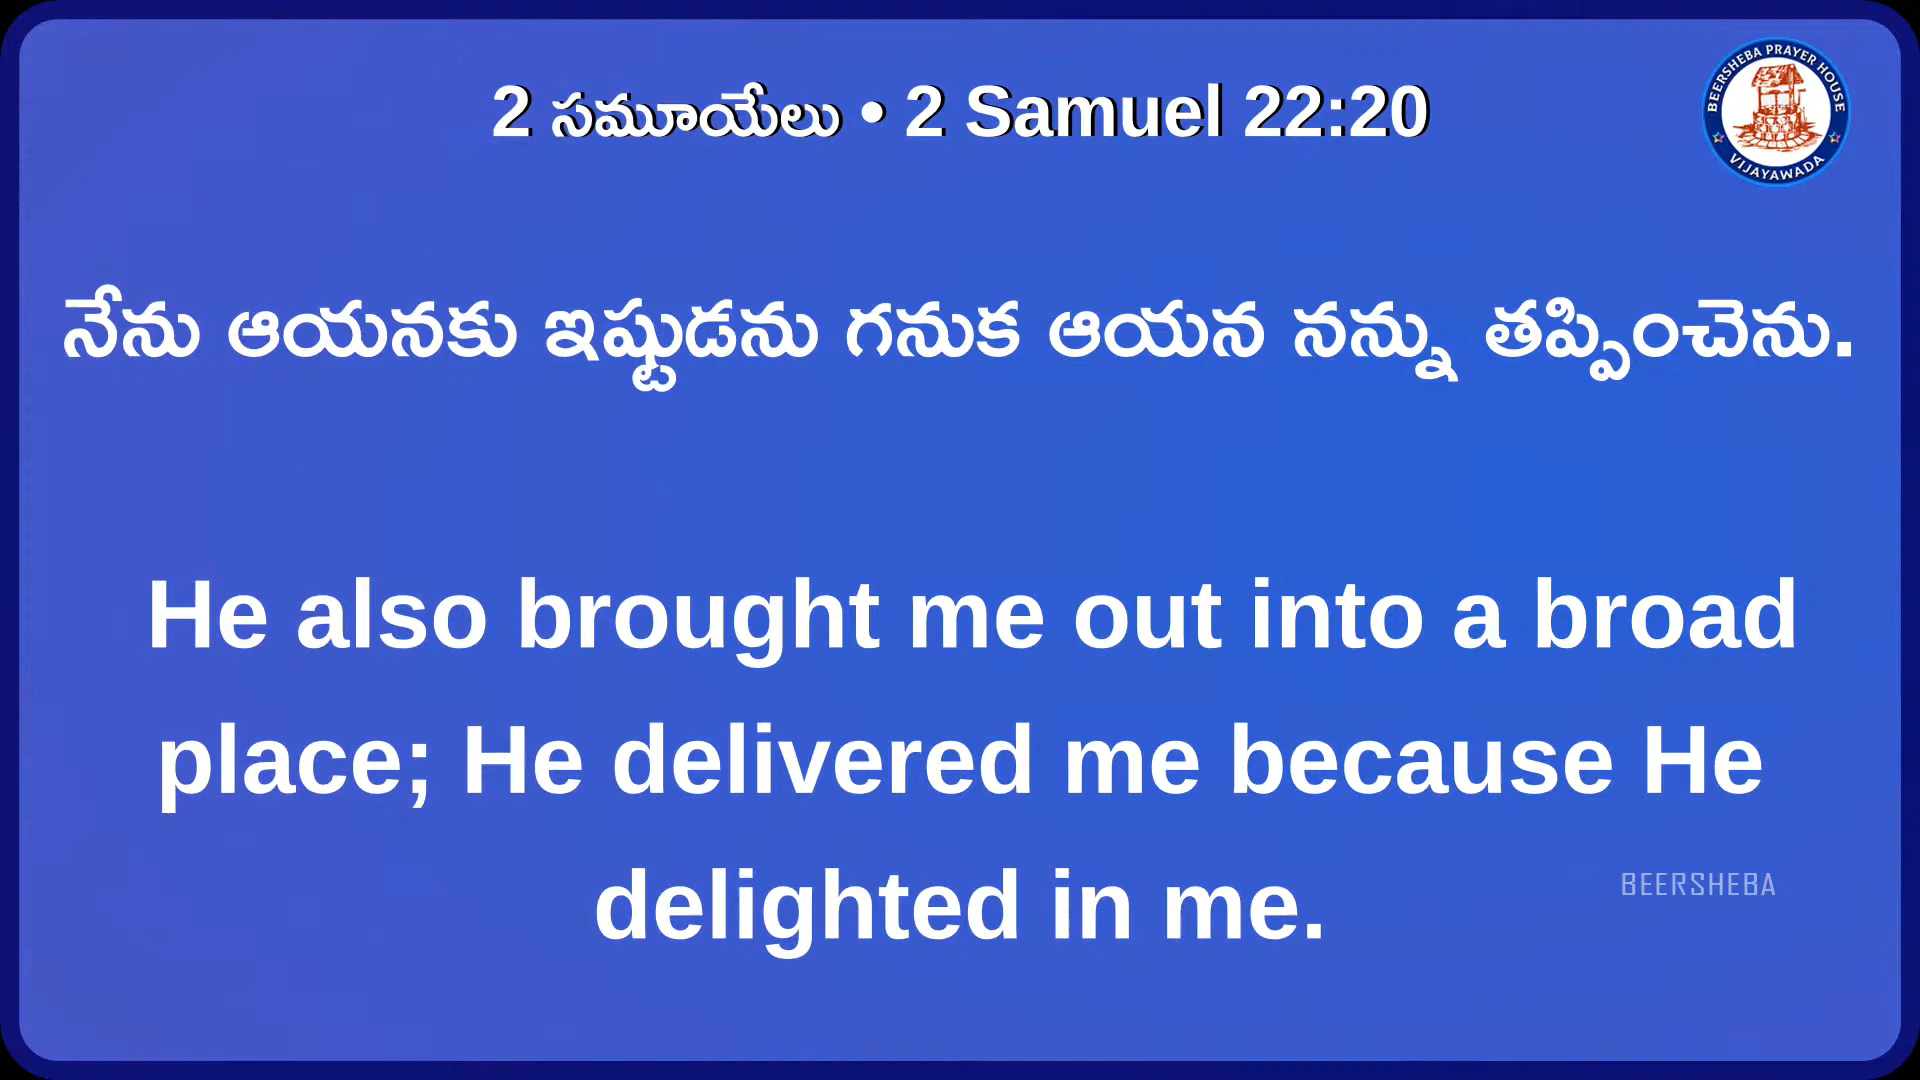 2 సమూయేలు • 2 Samuel 22:20
BEERSHEBA PRAYER HOUSE
VIJAYAWADA
నేను ఆయనకు ఇష్టుడను గనుక ఆయన నన్ను తప్పించెను.
He also brought me out into a broad
place; He delivered me because He
delighted in me.
BEERSHEBA